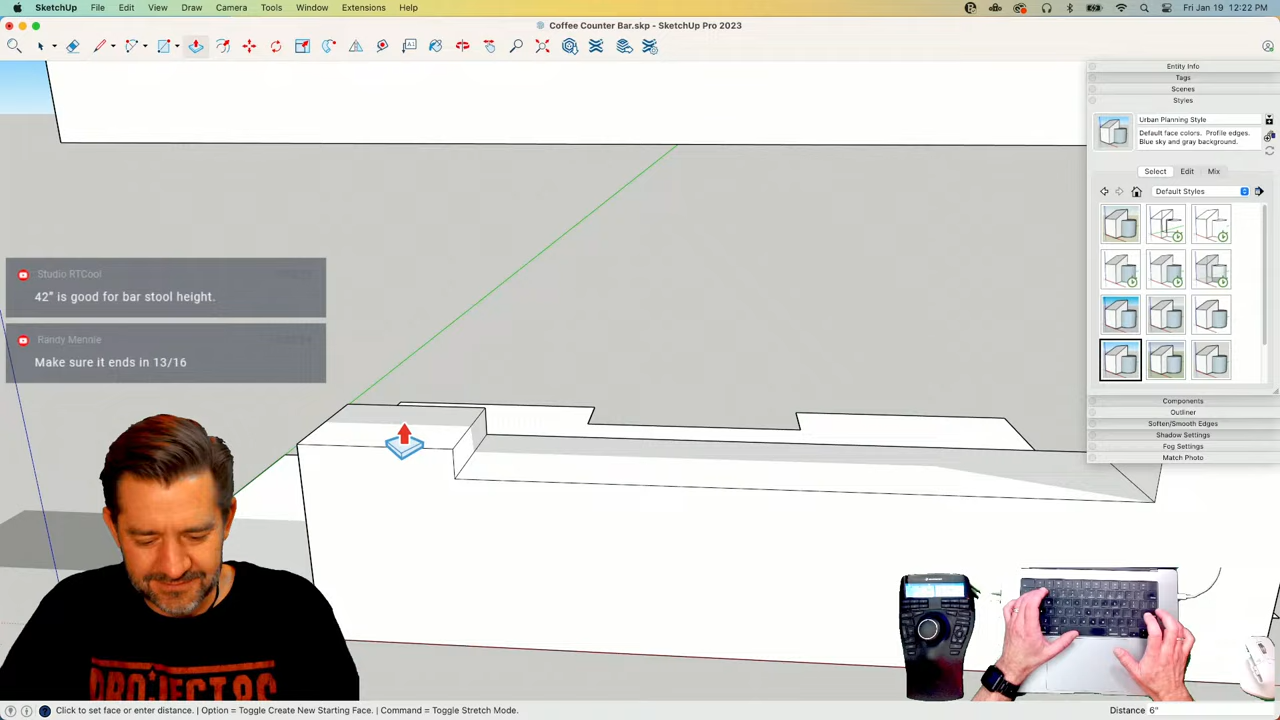 SketchUp File Edit View Draw Camera Tools Window Extensions Help
Fri Jan 19 12:22 PM
Coffee Counter Bar.skp - SketchUp Pro 2023
Entity Info
Tags
Scenes
Styles
Urban Planning Style
Default face colors. Profile edges.
Blue sky and gray background.
Select Edit Mix
Default Styles
Components
Outliner
Soften/Smooth Edges
Shadow Settings
Fog Settings
Match Photo
Studio RTCool
42" is good for bar stool height.
Randy Mennie
Make sure it ends in 13/16
Click to set face or enter distance. | Option = Toggle Create New Starting Face. | Command = Toggle Stretch Mode.
Distance 6"